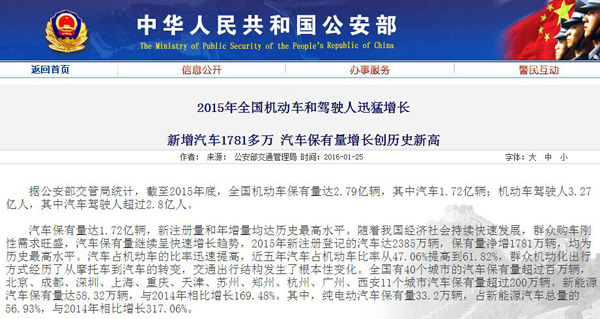 中华人民共和国公安部
The Ministry of Public Security of the People's Republic of China
返回首页 信息公开 办事服务 警民互动
2015年全国机动车和驾驶人迅猛增长
新增汽车1781多万 汽车保有量增长创历史新高
作者： 来源： 公安部交通管理局 时间：2016-01-25 字体：大 中 小
据公安部交管局统计，截至2015年底，全国机动车保有量达2.79亿辆，其中汽车1.72亿辆；机动车驾驶人3.27
亿人，其中汽车驾驶人超过2.8亿人。
汽车保有量达1.72亿辆，新注册量和年增量均达历史最高水平。随着我国经济社会持续快速发展，群众购车刚
性需求旺盛，汽车保有量继续呈快速增长趋势，2015年新注册登记的汽车达2385万辆，保有量净增1781万辆，均为
历史最高水平。汽车占机动车的比率迅速提高，近五年汽车占机动车比率从47.06%提高到61.82%，群众机动化出行
方式经历了从摩托车到汽车的转变，交通出行结构发生了根本性变化。全国有40个城市的汽车保有量超过百万辆，
北京、成都、深圳、上海、重庆、天津、苏州、郑州、杭州、广州、西安11个城市汽车保有量超过200万辆。新能源
汽车保有量达58.32万辆，与2014年相比增长169.48%。其中，纯电动汽车保有量33.2万辆，占新能源汽车总量的
56.93%，与2014年相比增长317.06%。